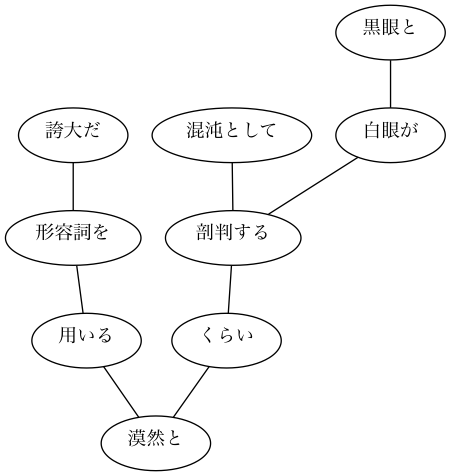 黒眼と
誇大だ
混沌として
白眼が
形容詞を
剖判する
用いる
くらい
漠然と